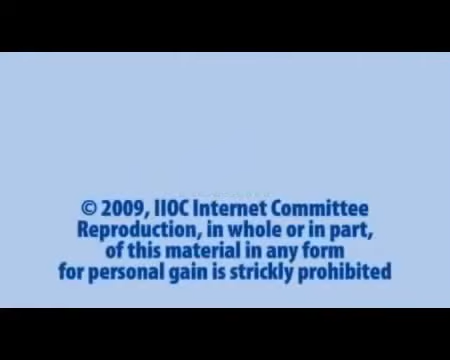 © 2009, IIOC Internet Committee
Reproduction, in whole or in part,
of this material in any form
for personal gain is strickly prohibited